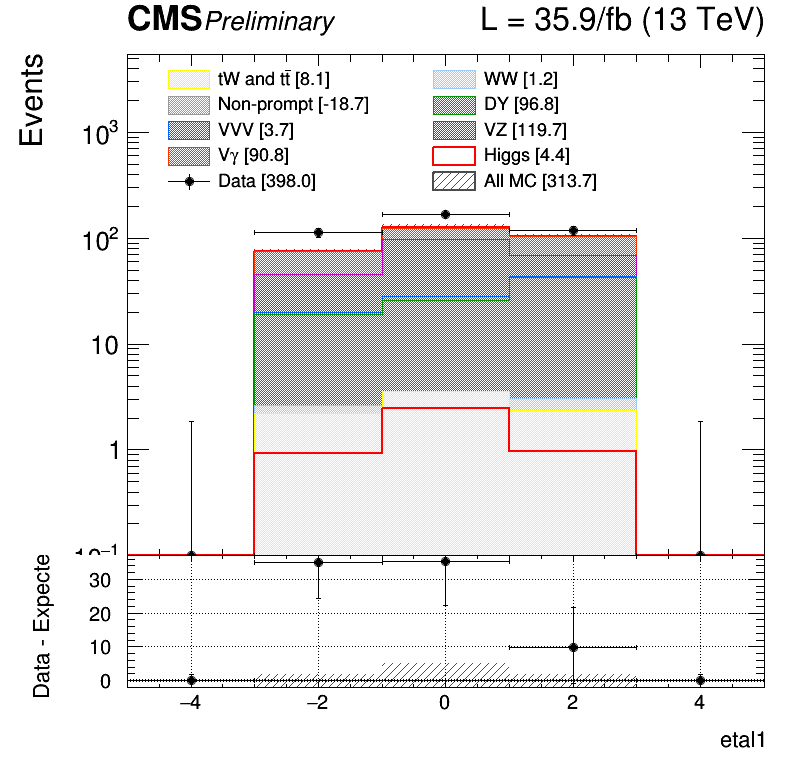 CMS Preliminary L = 35.9/fb (13 TeV)
Events
tW and tt̄ [8.1] WW [1.2]
Non-prompt [-18.7] DY [96.8]
VVV [3.7] VZ [119.7]
Vγ [90.8] Higgs [4.4]
Data [398.0] All MC [313.7]
10³
10²
10
1
Data - Expecte
30
20
10
0
−4 −2 0 2 4
etal1